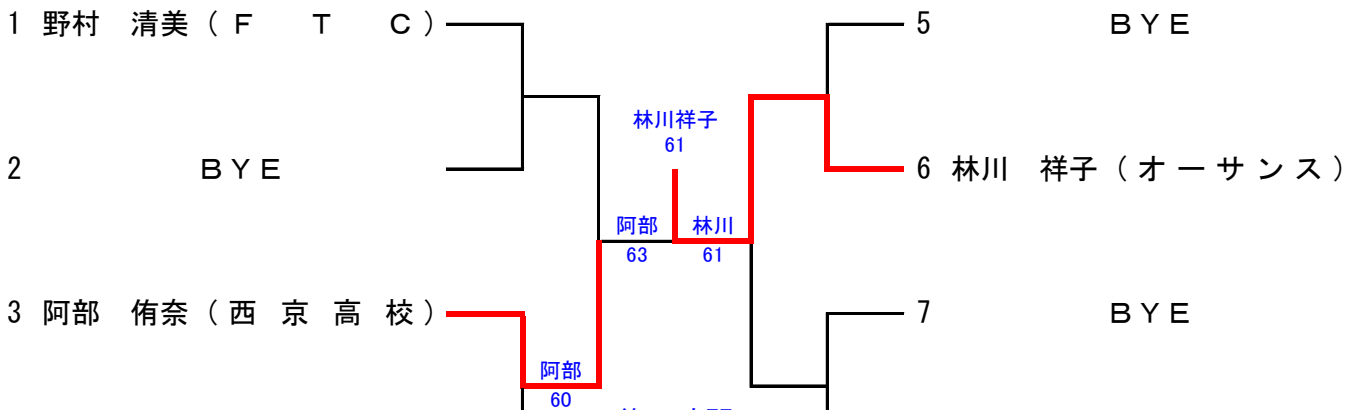 1 野村 清美（F T C）
5 BYE
林川祥子
61
2 BYE
6 林川 祥子（オーサンス）
阿部 林川
63 61
3 阿部 侑奈（西京高校）
7 BYE
阿部
60